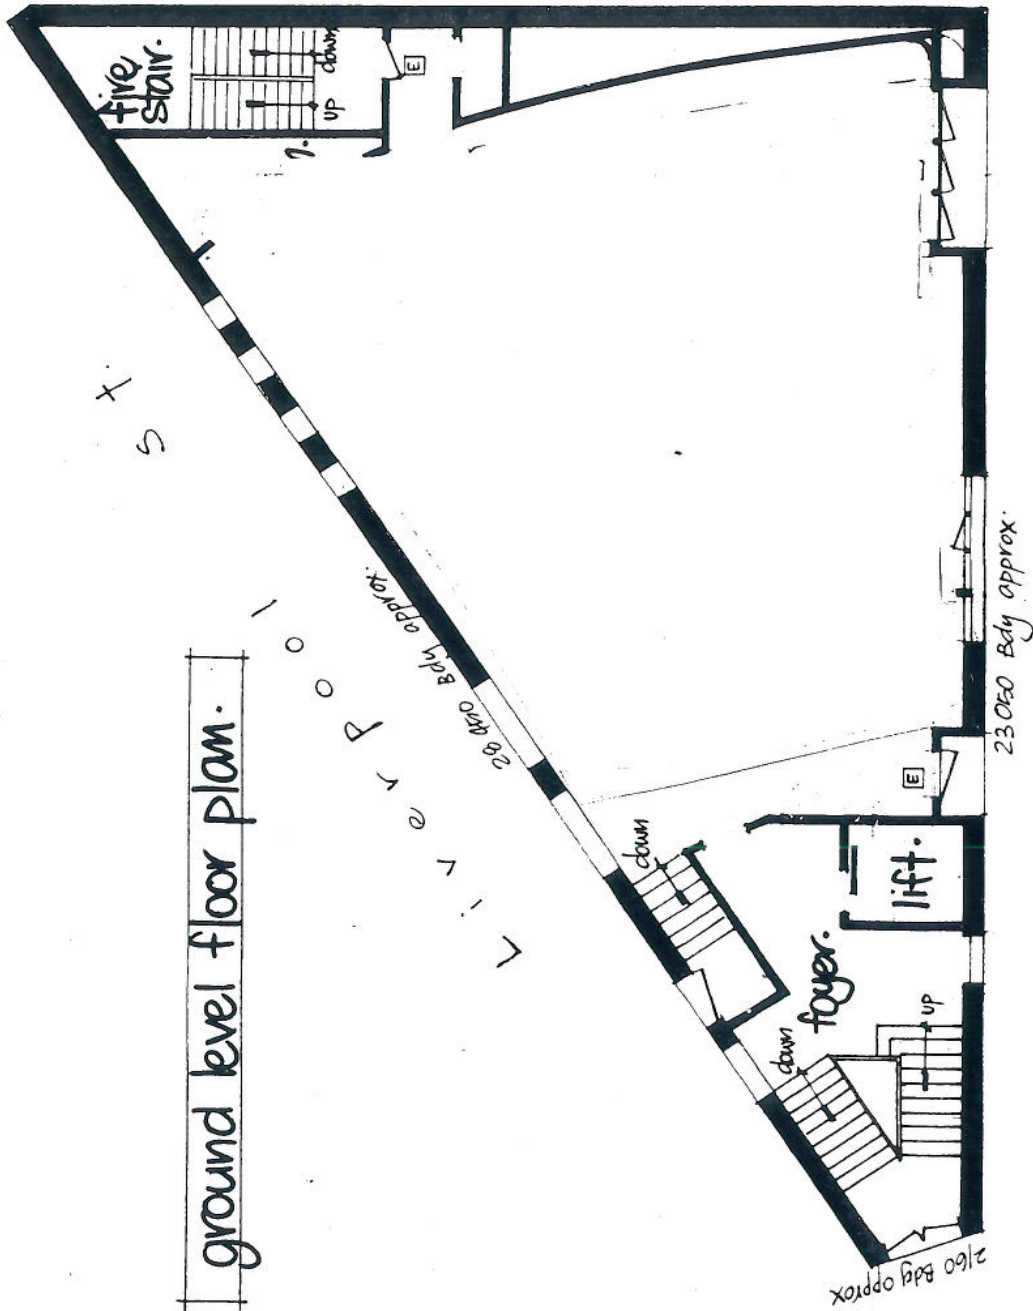 fire
stair.
down
up
E
Liverpool St.
28 950 Bdy approx.
ground level floor plan.
23 050 Bdy approx.
E
down
lift.
foyer.
down
up
2160 Bdy approx